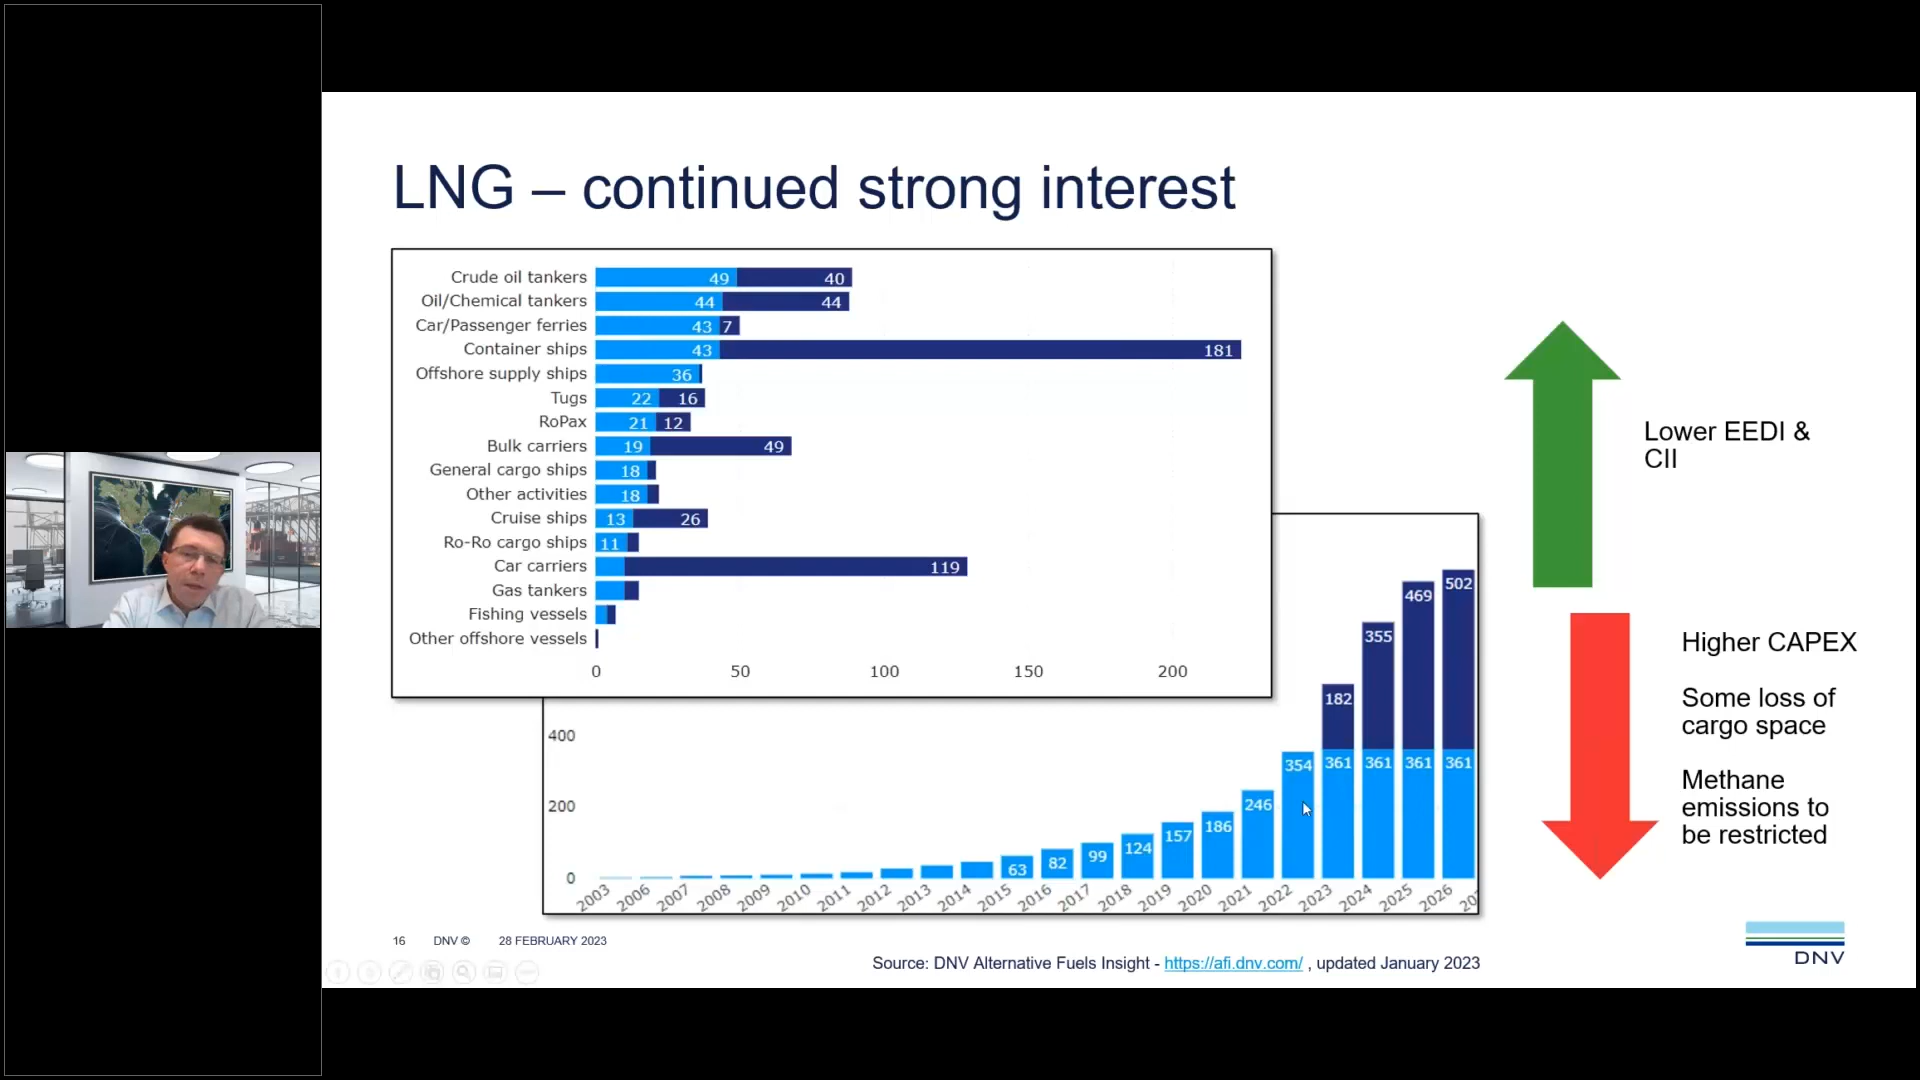 LNG – continued strong interest
Crude oil tankers 49 40
Oil/Chemical tankers 44 44
Car/Passenger ferries 43 7
Container ships 43 181
Offshore supply ships 36
Tugs 22 16
RoPax 21 12
Bulk carriers 19 49
General cargo ships 18
Other activities 18
Cruise ships 13 26
Ro-Ro cargo ships 11
Car carriers 119
Gas tankers
Fishing vessels
Other offshore vessels
0 50 100 150 200
182 355 469 502
400
200
0
63 82 99 124 157 186 246 354 361 361 361 361
2003 2006 2007 2008 2009 2010 2011 2012 2013 2014 2015 2016 2017 2018 2019 2020 2021 2022 2023 2024 2025 2026
Lower EEDI &
CII
Higher CAPEX
Some loss of
cargo space
Methane
emissions to
be restricted
16 DNV © 28 FEBRUARY 2023
Source: DNV Alternative Fuels Insight - https://afi.dnv.com/ , updated January 2023
DNV